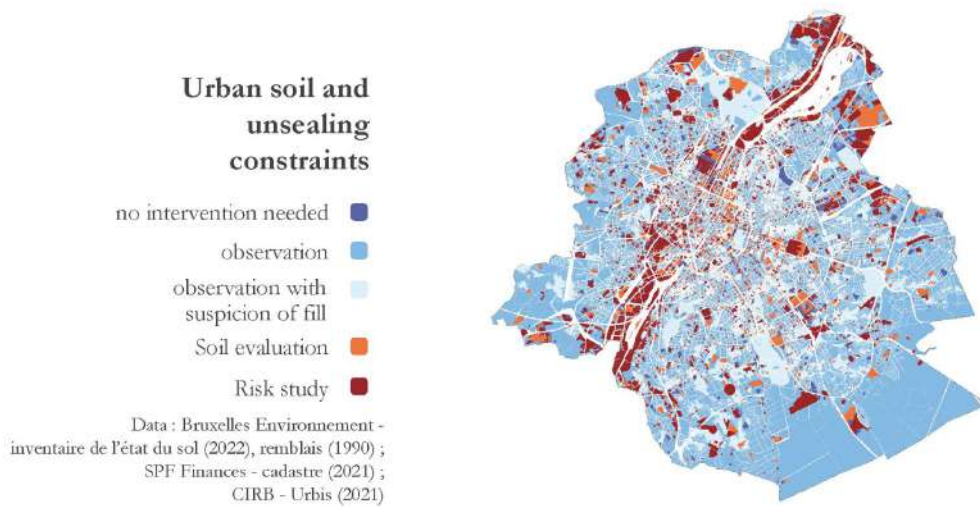 Urban soil and
unsealing
constraints
no intervention needed
observation
observation with
suspicion of fill
Soil evaluation
Risk study
Data : Bruxelles Environnement -
inventaire de l'état du sol (2022), remblais (1990) ;
SPF Finances - cadastre (2021) ;
CIRB - Urbis (2021)